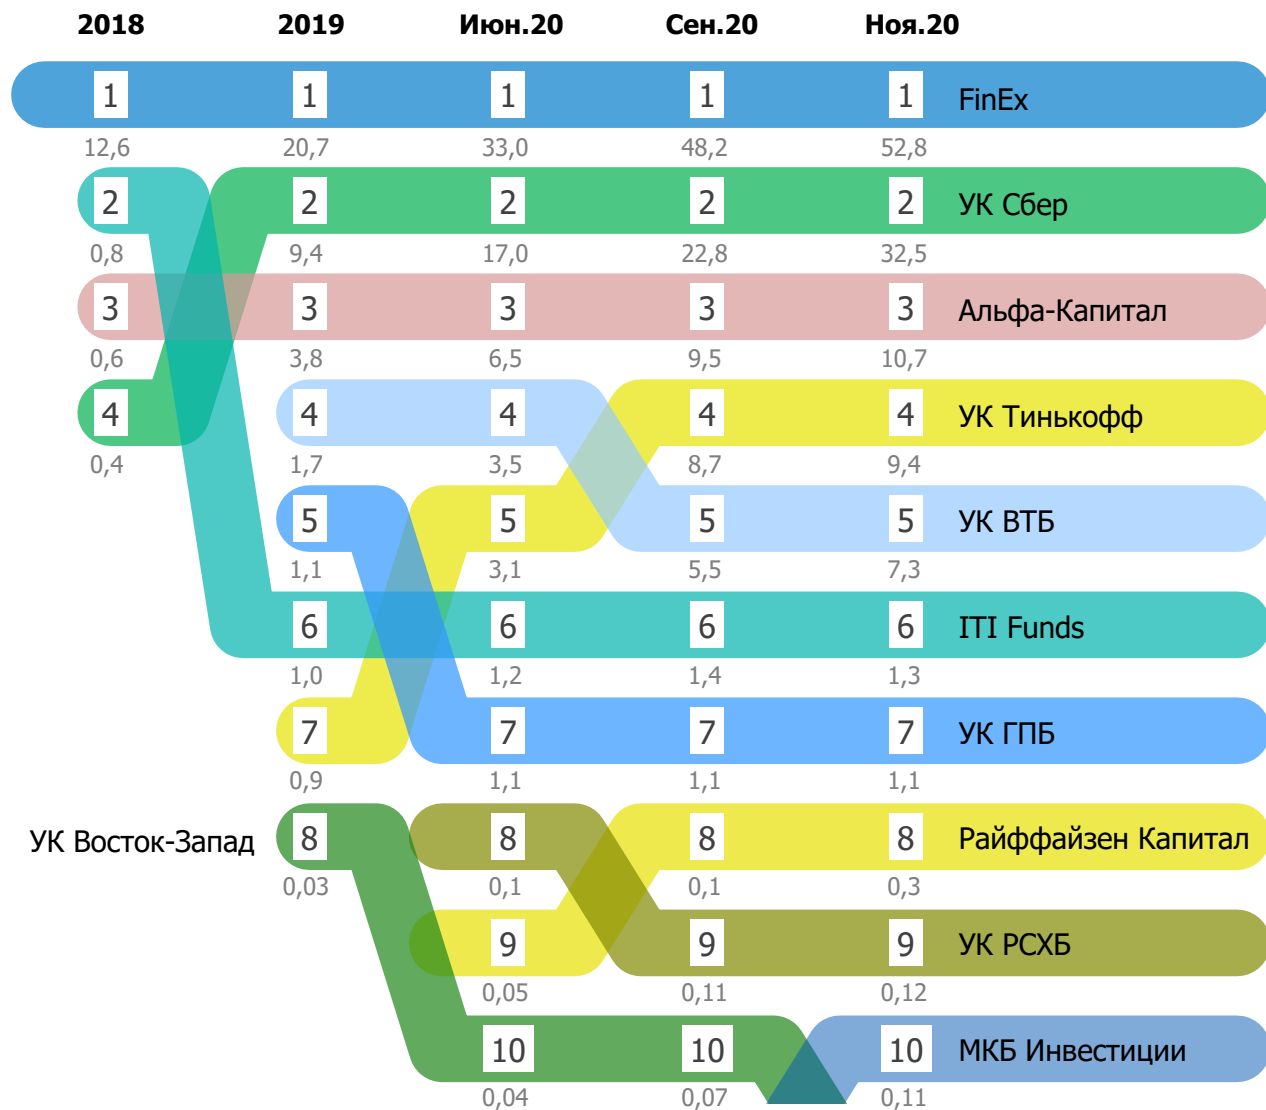 2018 2019 Июн.20 Сен.20 Ноя.20
1 1 1 1 1 FinEx
12,6 20,7 33,0 48,2 52,8
2 2 2 2 2 УК Сбер
0,8 9,4 17,0 22,8 32,5
3 3 3 3 3 Альфа-Капитал
0,6 3,8 6,5 9,5 10,7
4 4 4 4 4 УК Тинькофф
0,4 1,7 3,5 8,7 9,4
5 5 5 5 УК ВТБ
1,1 3,1 5,5 7,3
6 6 6 6 ITI Funds
1,0 1,2 1,4 1,3
7 7 7 7 УК ГПБ
0,9 1,1 1,1 1,1
УК Восток-Запад 8 8 8 8 Райффайзен Капитал
0,03 0,1 0,1 0,3
9 9 9 УК РСХБ
0,05 0,11 0,12
10 10 10 МКБ Инвестиции
0,04 0,07 0,11